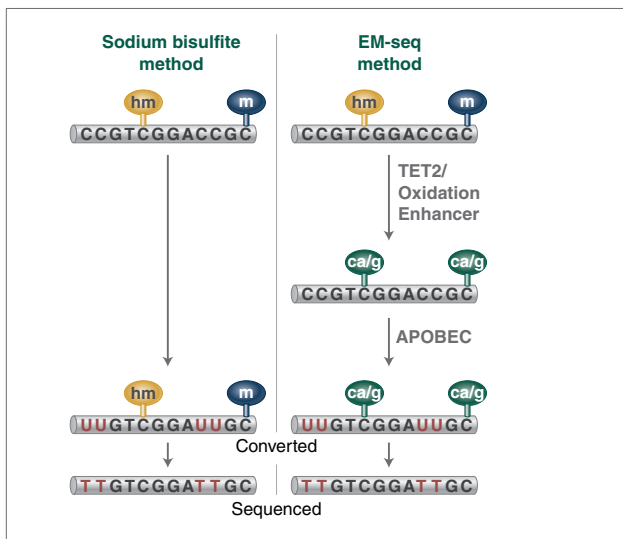 Sodium bisulfite
method
EM-seq
method
hm
m
CCGTCGGACCGC
hm
m
CCGTCGGACCGC
TET2/
Oxidation
Enhancer
ca/g
ca/g
CCGTCGGACCGC
APOBEC
hm
m
UUGTCGGAUUGC
ca/g
ca/g
UUGTCGGAUUGC
Converted
TTGTCGGATTGC
TTGTCGGATTGC
Sequenced